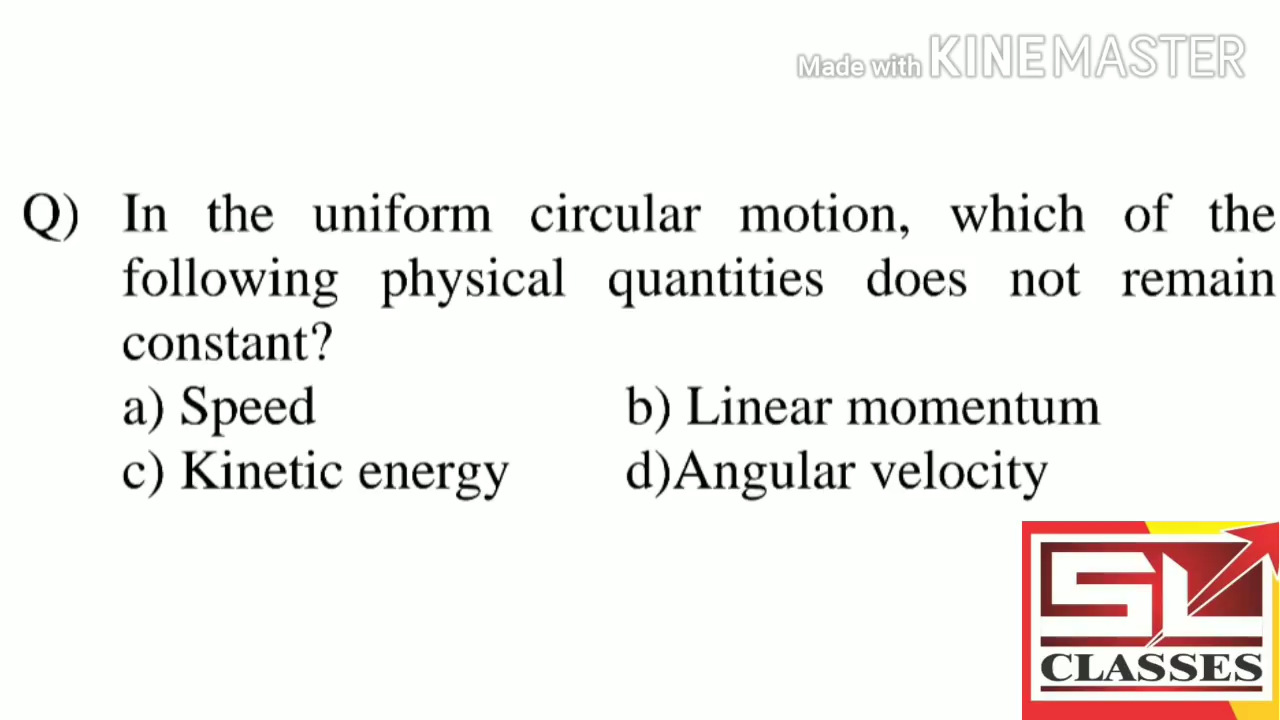 Made with KINEMASTER
Q) In the uniform circular motion, which of the
following physical quantities does not remain
constant?
a) Speed b) Linear momentum
c) Kinetic energy d)Angular velocity
SL
CLASSES